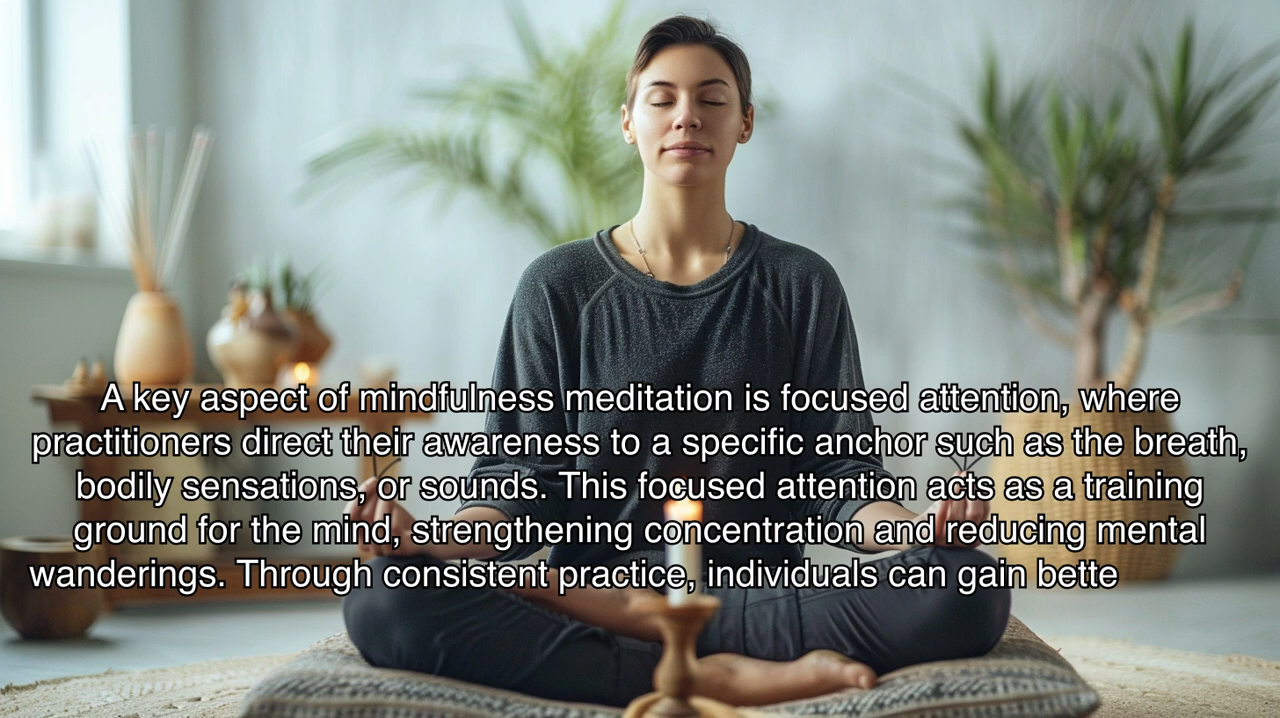 A key aspect of mindfulness meditation is focused attention, where
practitioners direct their awareness to a specific anchor such as the breath,
bodily sensations, or sounds. This focused attention acts as a training
ground for the mind, strengthening concentration and reducing mental
wanderings. Through consistent practice, individuals can gain bette